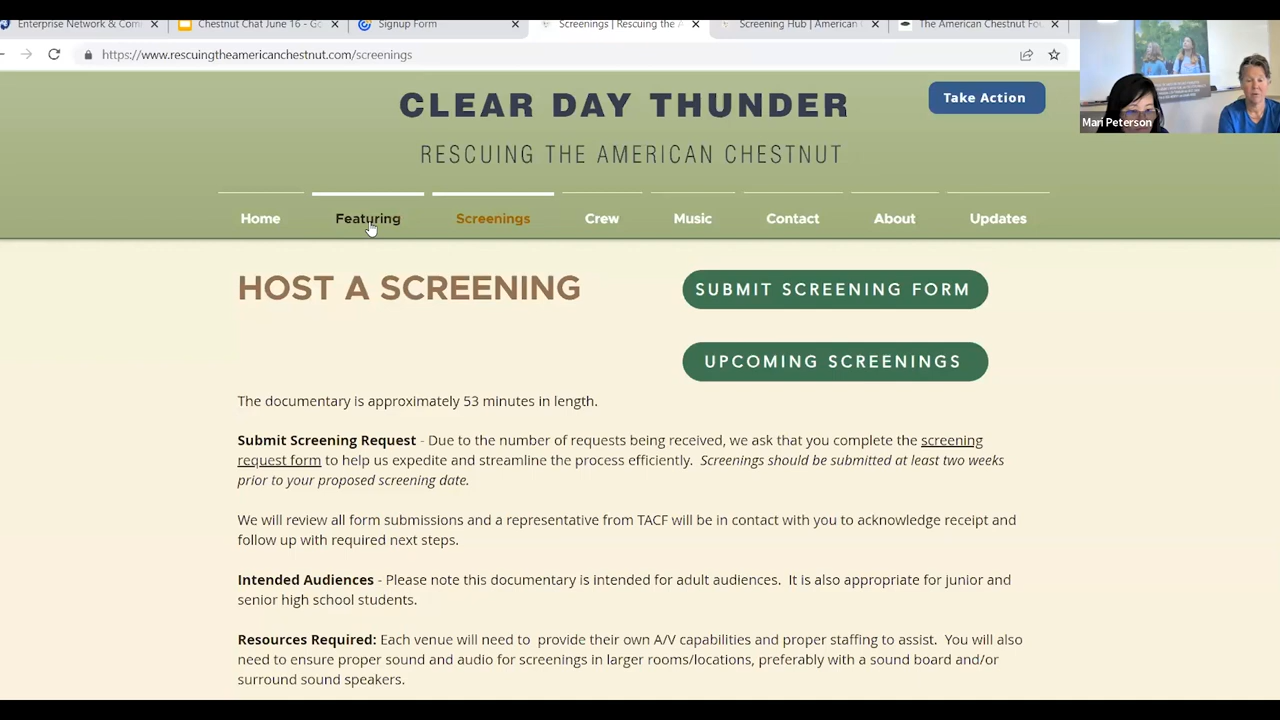 Enterprise Network & Com
Chestnut Chat June 16 - Go
Signup Form
Screenings | Rescuing the A
Screening Hub | American C
The American Chestnut Fou
https://www.rescuingtheamericanchestnut.com/screenings
CLEAR DAY THUNDER
Take Action
Mari Peterson
RESCUING THE AMERICAN CHESTNUT
Home
Featuring
Screenings
Crew
Music
Contact
About
Updates
HOST A SCREENING
SUBMIT SCREENING FORM
UPCOMING SCREENINGS
The documentary is approximately 53 minutes in length.
Submit Screening Request - Due to the number of requests being received, we ask that you complete the screening
request form to help us expedite and streamline the process efficiently. Screenings should be submitted at least two weeks
prior to your proposed screening date.
We will review all form submissions and a representative from TACF will be in contact with you to acknowledge receipt and
follow up with required next steps.
Intended Audiences - Please note this documentary is intended for adult audiences. It is also appropriate for junior and
senior high school students.
Resources Required: Each venue will need to provide their own A/V capabilities and proper staffing to assist. You will also
need to ensure proper sound and audio for screenings in larger rooms/locations, preferably with a sound board and/or
surround sound speakers.